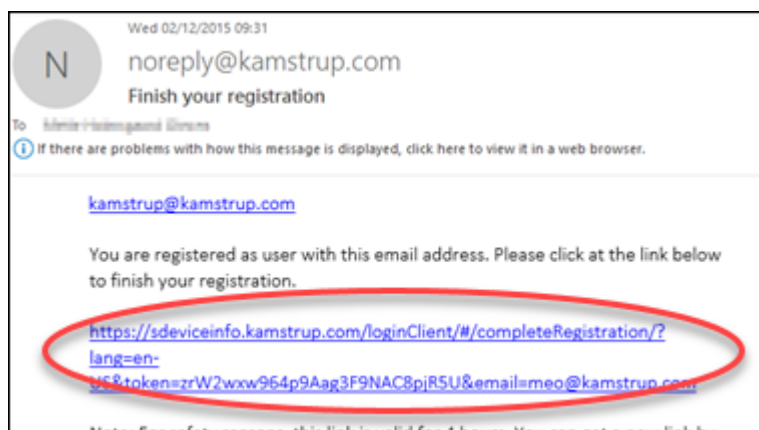 Wed 02/12/2015 09:31
N
noreply@kamstrup.com
Finish your registration
To
i If there are problems with how this message is displayed, click here to view it in a web browser.
kamstrup@kamstrup.com
You are registered as user with this email address. Please click at the link below
to finish your registration.
https://sdeviceinfo.kamstrup.com/loginClient/#/completeRegistration/?
lang=en-
US&token=zrW2wxw964p9Aag3F9NAC8pjR5U&email=meo@kamstrup.com